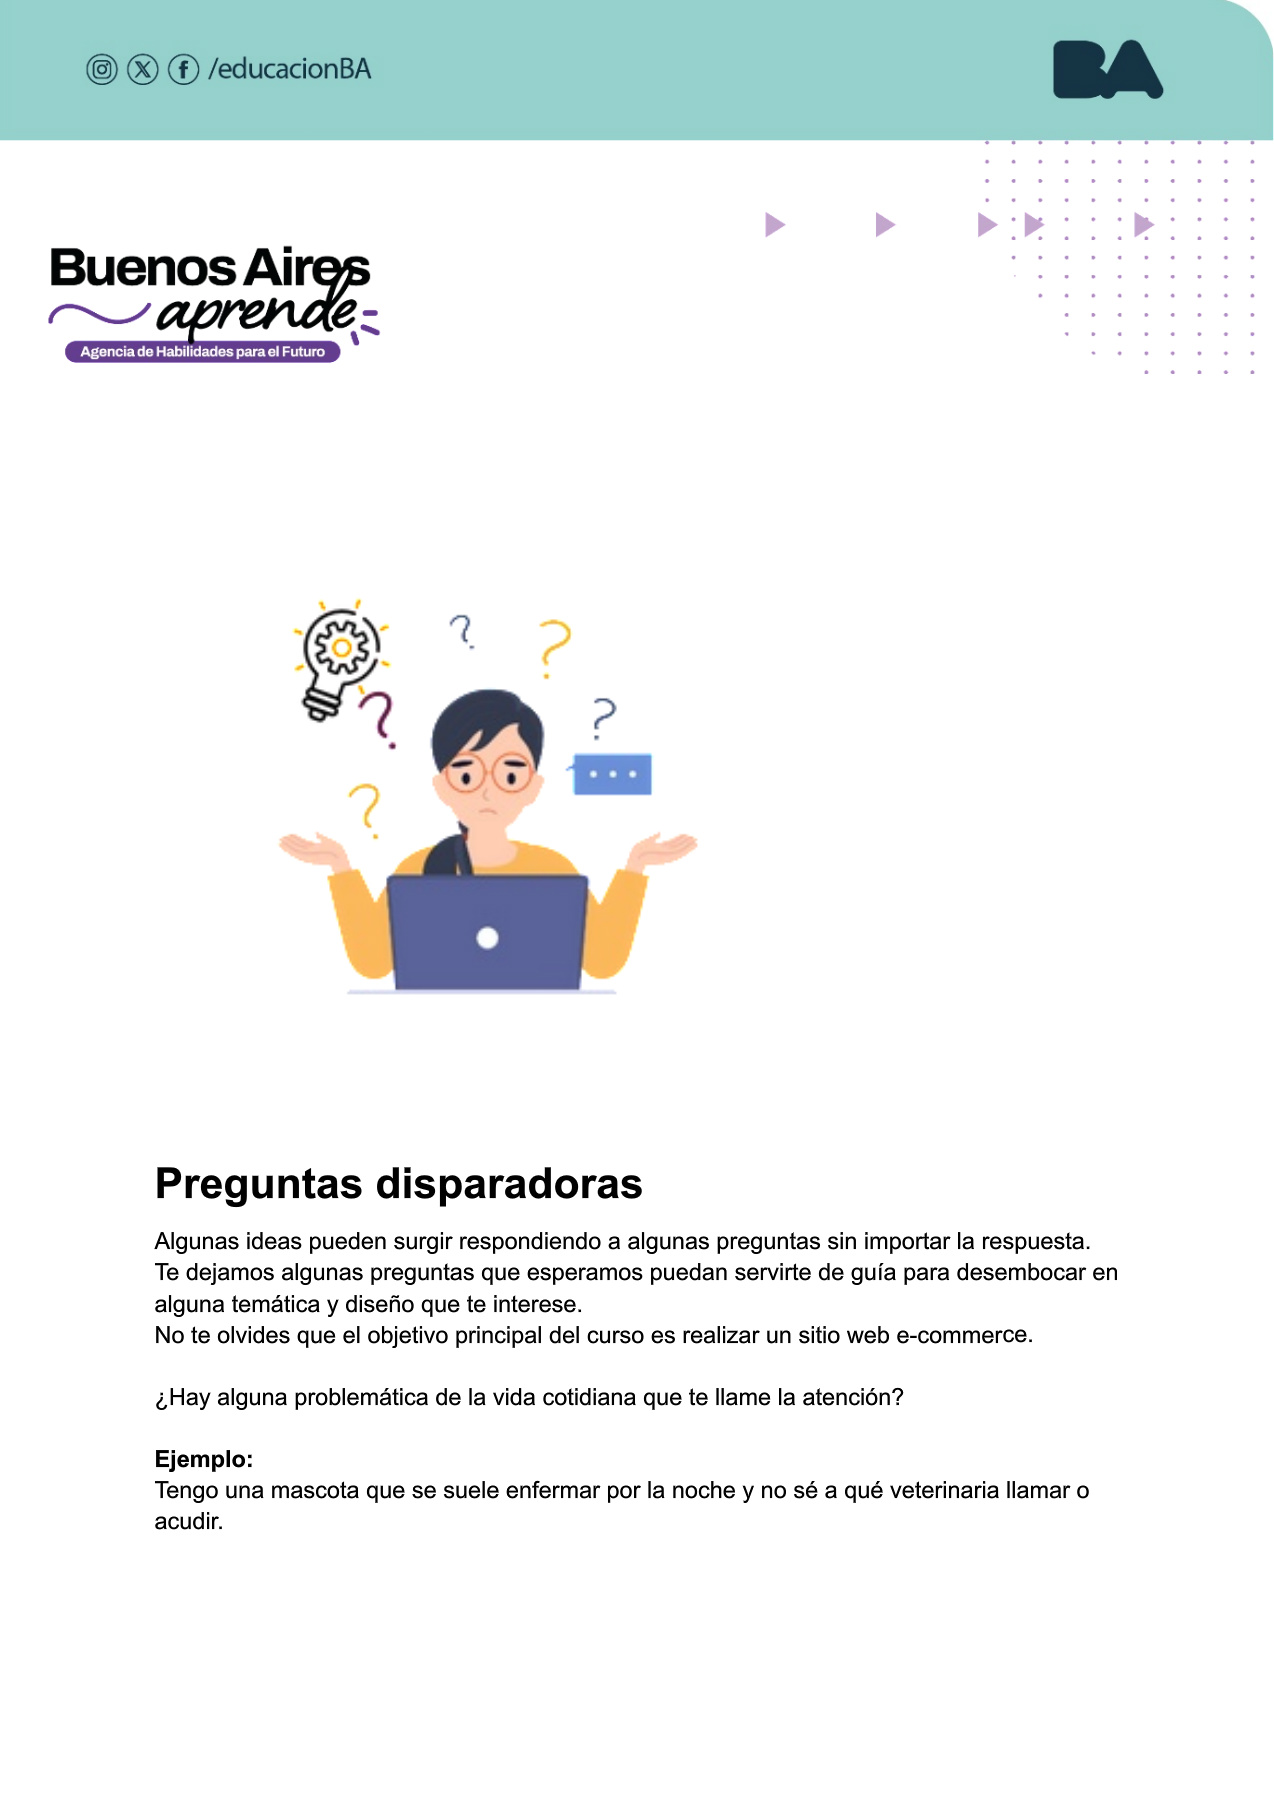 /educacionBA
BA
Buenos Aires
aprende
Agencia de Habilidades para el Futuro
Preguntas disparadoras
Algunas ideas pueden surgir respondiendo a algunas preguntas sin importar la respuesta.
Te dejamos algunas preguntas que esperamos puedan servirte de guía para desembocar en
alguna temática y diseño que te interese.
No te olvides que el objetivo principal del curso es realizar un sitio web e-commerce.
¿Hay alguna problemática de la vida cotidiana que te llame la atención?
Ejemplo:
Tengo una mascota que se suele enfermar por la noche y no sé a qué veterinaria llamar o
acudir.